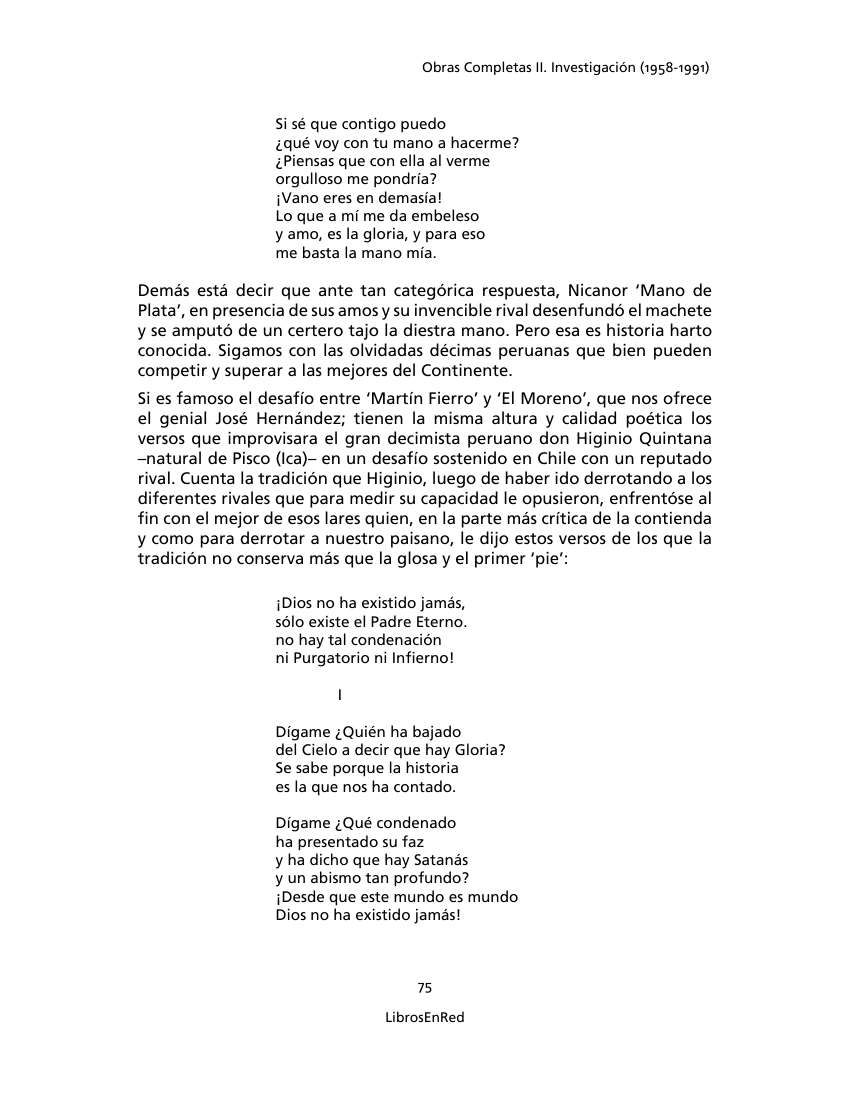 Obras Completas II. Investigación (1958-1991)
Si sé que contigo puedo
¿qué voy con tu mano a hacerme?
¿Piensas que con ella al verme
orgulloso me pondría?
¡Vano eres en demasía!
Lo que a mí me da embeleso
y amo, es la gloria, y para eso
me basta la mano mía.
Demás está decir que ante tan categórica respuesta, Nicanor ‘Mano de
Plata’, en presencia de sus amos y su invencible rival desenfundó el machete
y se amputó de un certero tajo la diestra mano. Pero esa es historia harto
conocida. Sigamos con las olvidadas décimas peruanas que bien pueden
competir y superar a las mejores del Continente.
Si es famoso el desafío entre ‘Martín Fierro’ y ‘El Moreno’, que nos ofrece
el genial José Hernández; tienen la misma altura y calidad poética los
versos que improvisara el gran decimista peruano don Higinio Quintana
–natural de Pisco (Ica)– en un desafío sostenido en Chile con un reputado
rival. Cuenta la tradición que Higinio, luego de haber ido derrotando a los
diferentes rivales que para medir su capacidad le opusieron, enfrentóse al
fin con el mejor de esos lares quien, en la parte más crítica de la contienda
y como para derrotar a nuestro paisano, le dijo estos versos de los que la
tradición no conserva más que la glosa y el primer ‘pie’:
¡Dios no ha existido jamás,
sólo existe el Padre Eterno.
no hay tal condenación
ni Purgatorio ni Infierno!
I
Dígame ¿Quién ha bajado
del Cielo a decir que hay Gloria?
Se sabe porque la historia
es la que nos ha contado.
Dígame ¿Qué condenado
ha presentado su faz
y ha dicho que hay Satanás
y un abismo tan profundo?
¡Desde que este mundo es mundo
Dios no ha existido jamás!
75
LibrosEnRed